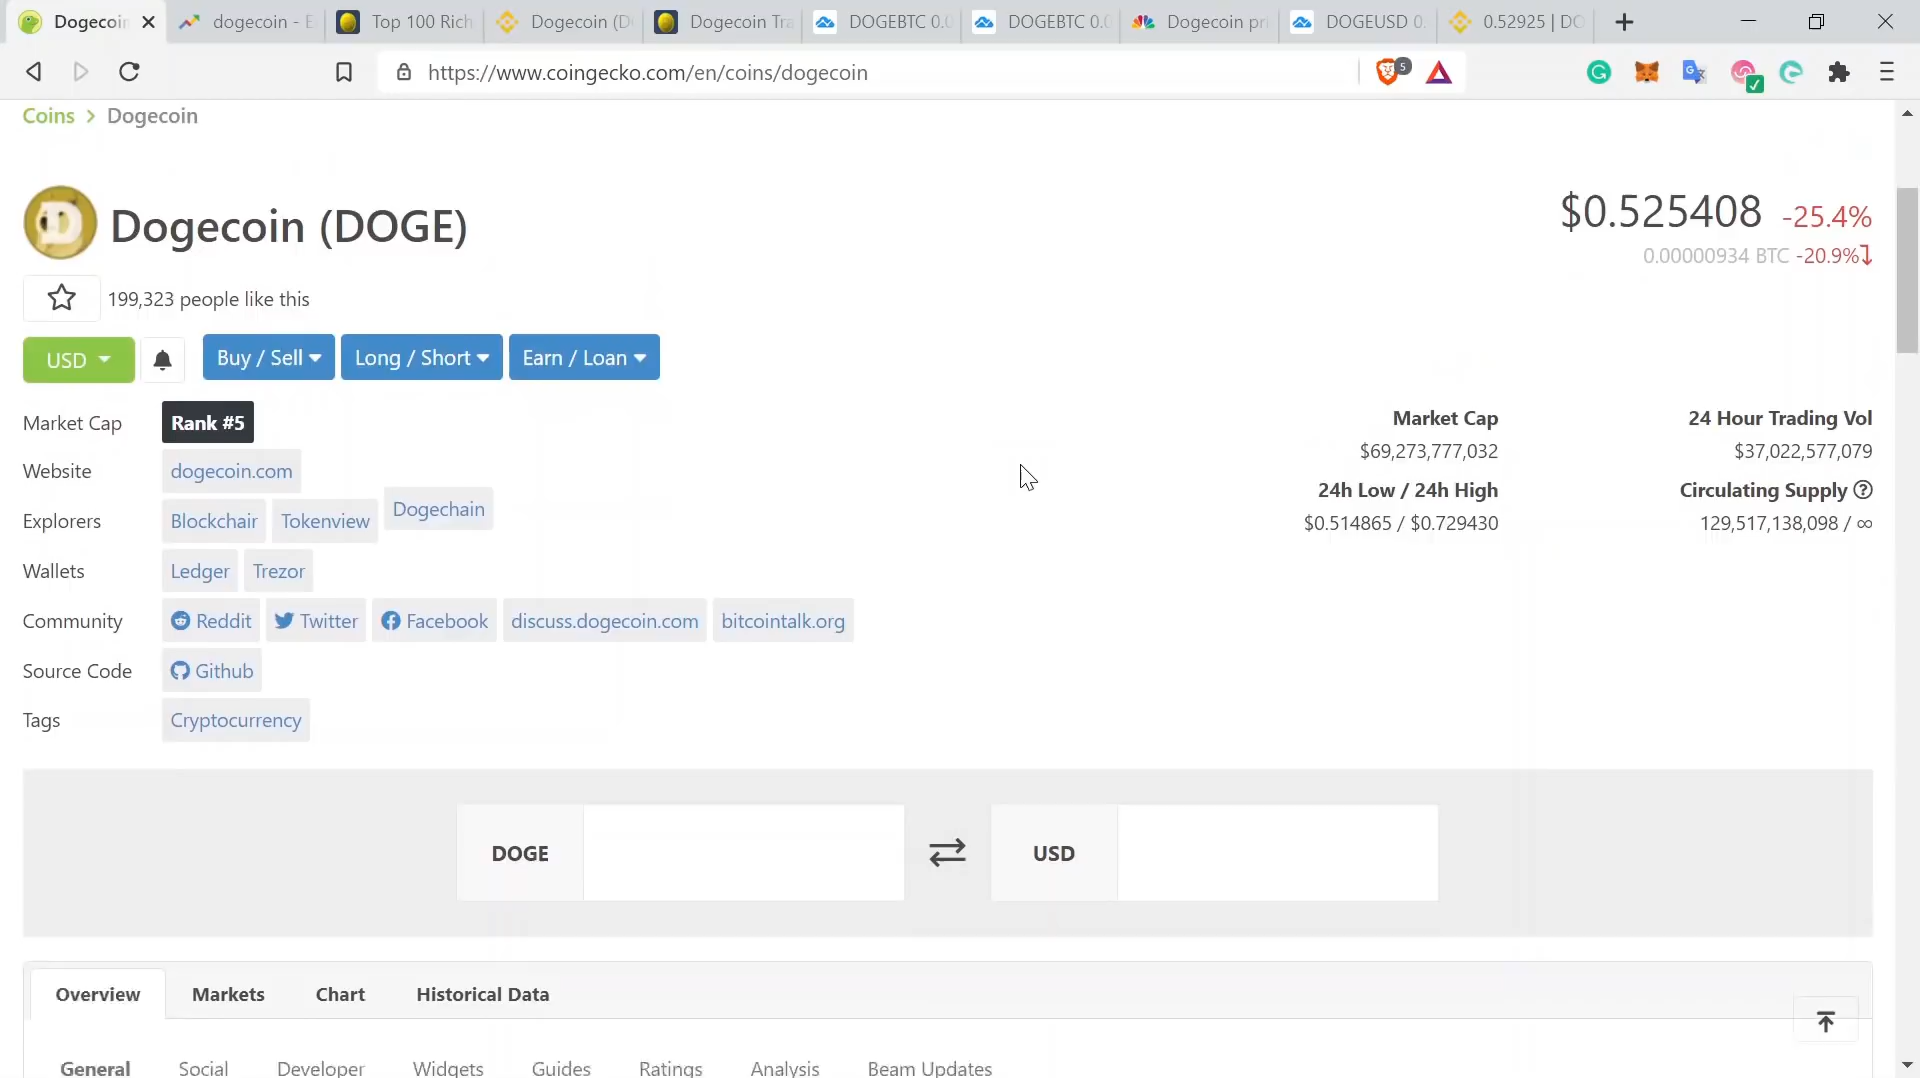 Dogecoin
dogecoin - E
Top 100 Rich
Dogecoin (D
Dogecoin Tra
DOGEBTC 0.0
DOGEBTC 0.0
Dogecoin pri
DOGEUSD 0.
0.52925 | DO
https://www.coingecko.com/en/coins/dogecoin
5
Coins > Dogecoin
Dogecoin (DOGE)
$0.525408 -25.4%
0.00000934 BTC -20.9%
199,323 people like this
USD
Buy / Sell
Long / Short
Earn / Loan
Market Cap Rank #5
Website dogecoin.com
Explorers Blockchair Tokenview Dogechain
Wallets Ledger Trezor
Community Reddit Twitter Facebook discuss.dogecoin.com bitcointalk.org
Source Code Github
Tags Cryptocurrency
Market Cap
$69,273,777,032
24 Hour Trading Vol
$37,022,577,079
24h Low / 24h High
$0.514865 / $0.729430
Circulating Supply
129,517,138,098 / ∞
DOGE
USD
Overview Markets Chart Historical Data
General Social Developer Widgets Guides Ratings Analysis Beam Updates